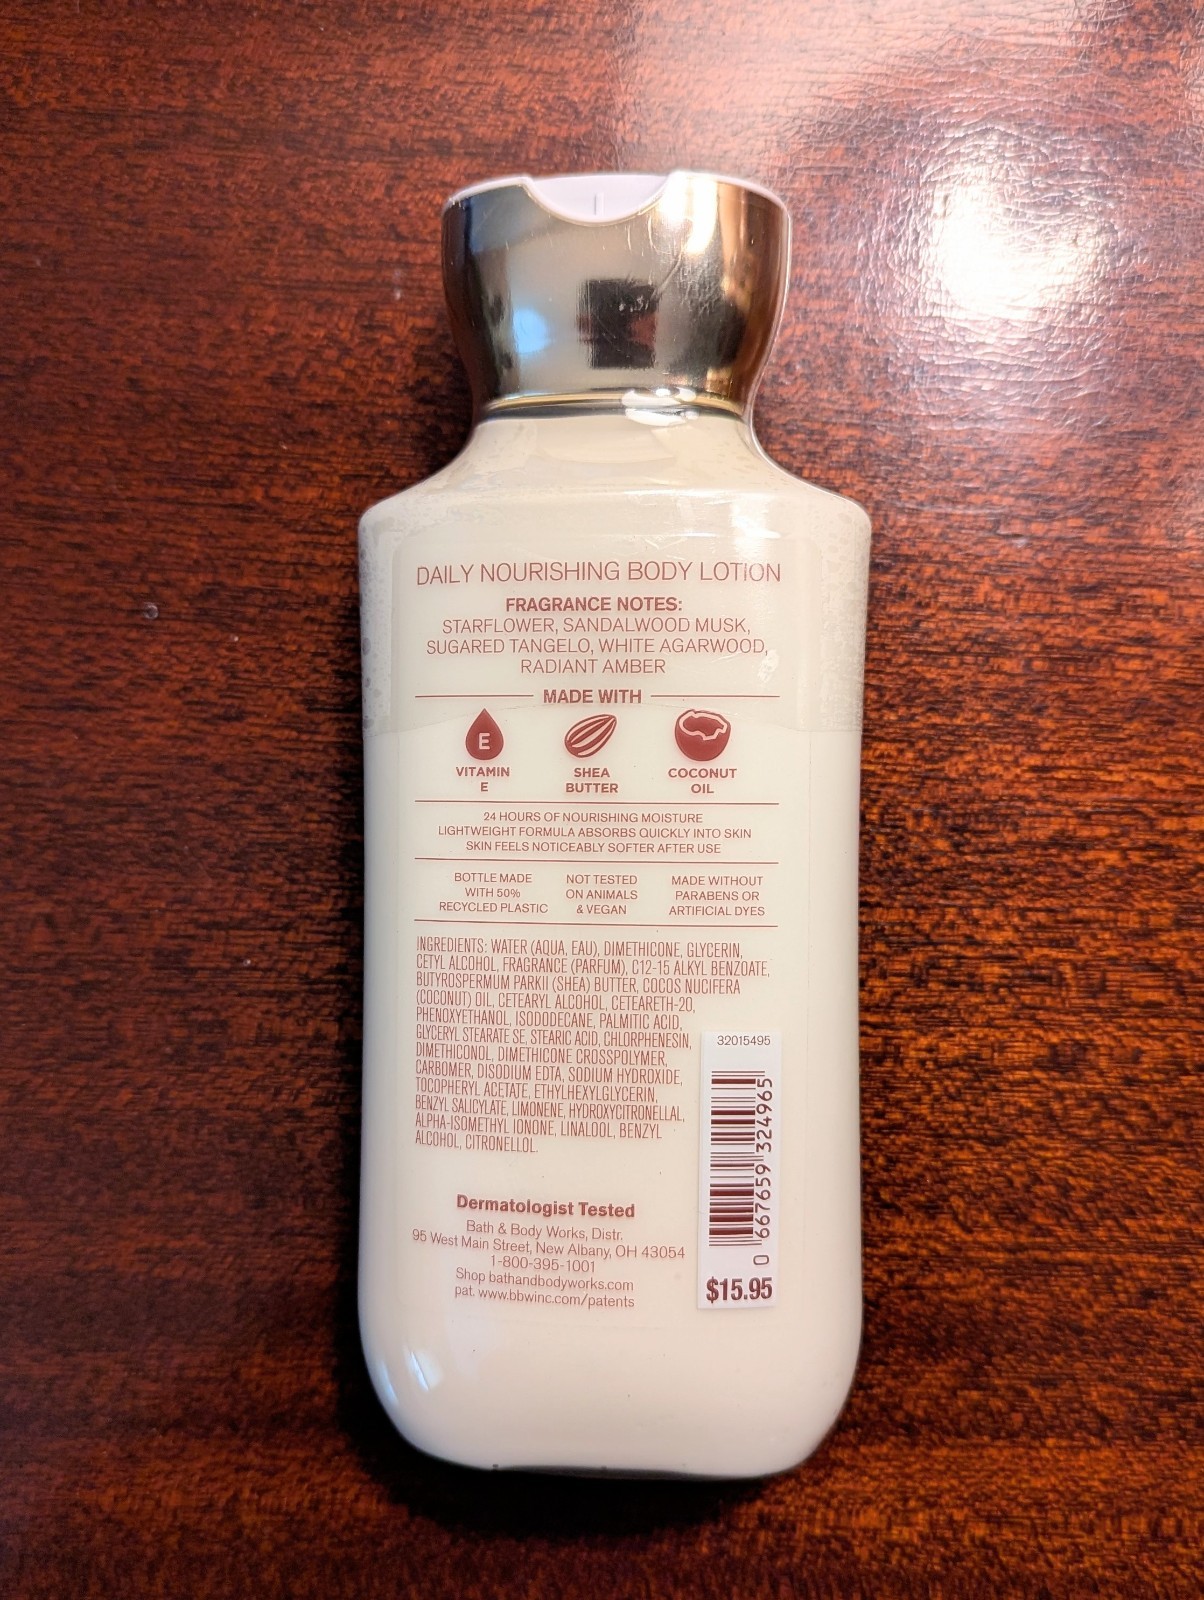 DAILY NOURISHING BODY LOTION
FRAGRANCE NOTES:
STARFLOWER, SANDALWOOD MUSK,
SUGARED TANGELO, WHITE AGARWOOD,
RADIANT AMBER
MADE WITH
E
VITAMIN
E
SHEA
BUTTER
COCONUT
OIL
24 HOURS OF NOURISHING MOISTURE
LIGHTWEIGHT FORMULA ABSORBS QUICKLY INTO SKIN
SKIN FEELS NOTICEABLY SOFTER AFTER USE
BOTTLE MADE
WITH 50%
RECYCLED PLASTIC
NOT TESTED
ON ANIMALS
& VEGAN
MADE WITHOUT
PARABENS OR
ARTIFICIAL DYES
INGREDIENTS: WATER (AQUA, EAU), DIMETHICONE, GLYCERIN,
CETYL ALCOHOL, FRAGRANCE (PARFUM), C12-15 ALKYL BENZOATE,
BUTYROSPERMUM PARKII (SHEA) BUTTER, COCOS NUCIFERA
(COCONUT) OIL, CETEARYL ALCOHOL, CETEARETH-20,
PHENOXYETHANOL, ISODODECANE, PALMITIC ACID,
GLYCERYL STEARATE SE, STEARIC ACID, CHLORPHENESIN,
DIMETHICONOL, DIMETHICONE CROSSPOLYMER,
CARBOMER, DISODIUM EDTA, SODIUM HYDROXIDE,
TOCOPHERYL ACETATE, ETHYLHEXYLGLYCERIN,
BENZYL SALICYLATE, LIMONENE, HYDROXYCITRONELLAL,
ALPHA-ISOMETHYL IONONE, LINALOOL, BENZYL
ALCOHOL, CITRONELLOL.
Dermatologist Tested
Bath & Body Works, Distr.
95 West Main Street, New Albany, OH 43054
1-800-395-1001
Shop bathandbodyworks.com
pat. www.bbwinc.com/patents
32015495
0 667659 324965
$15.95